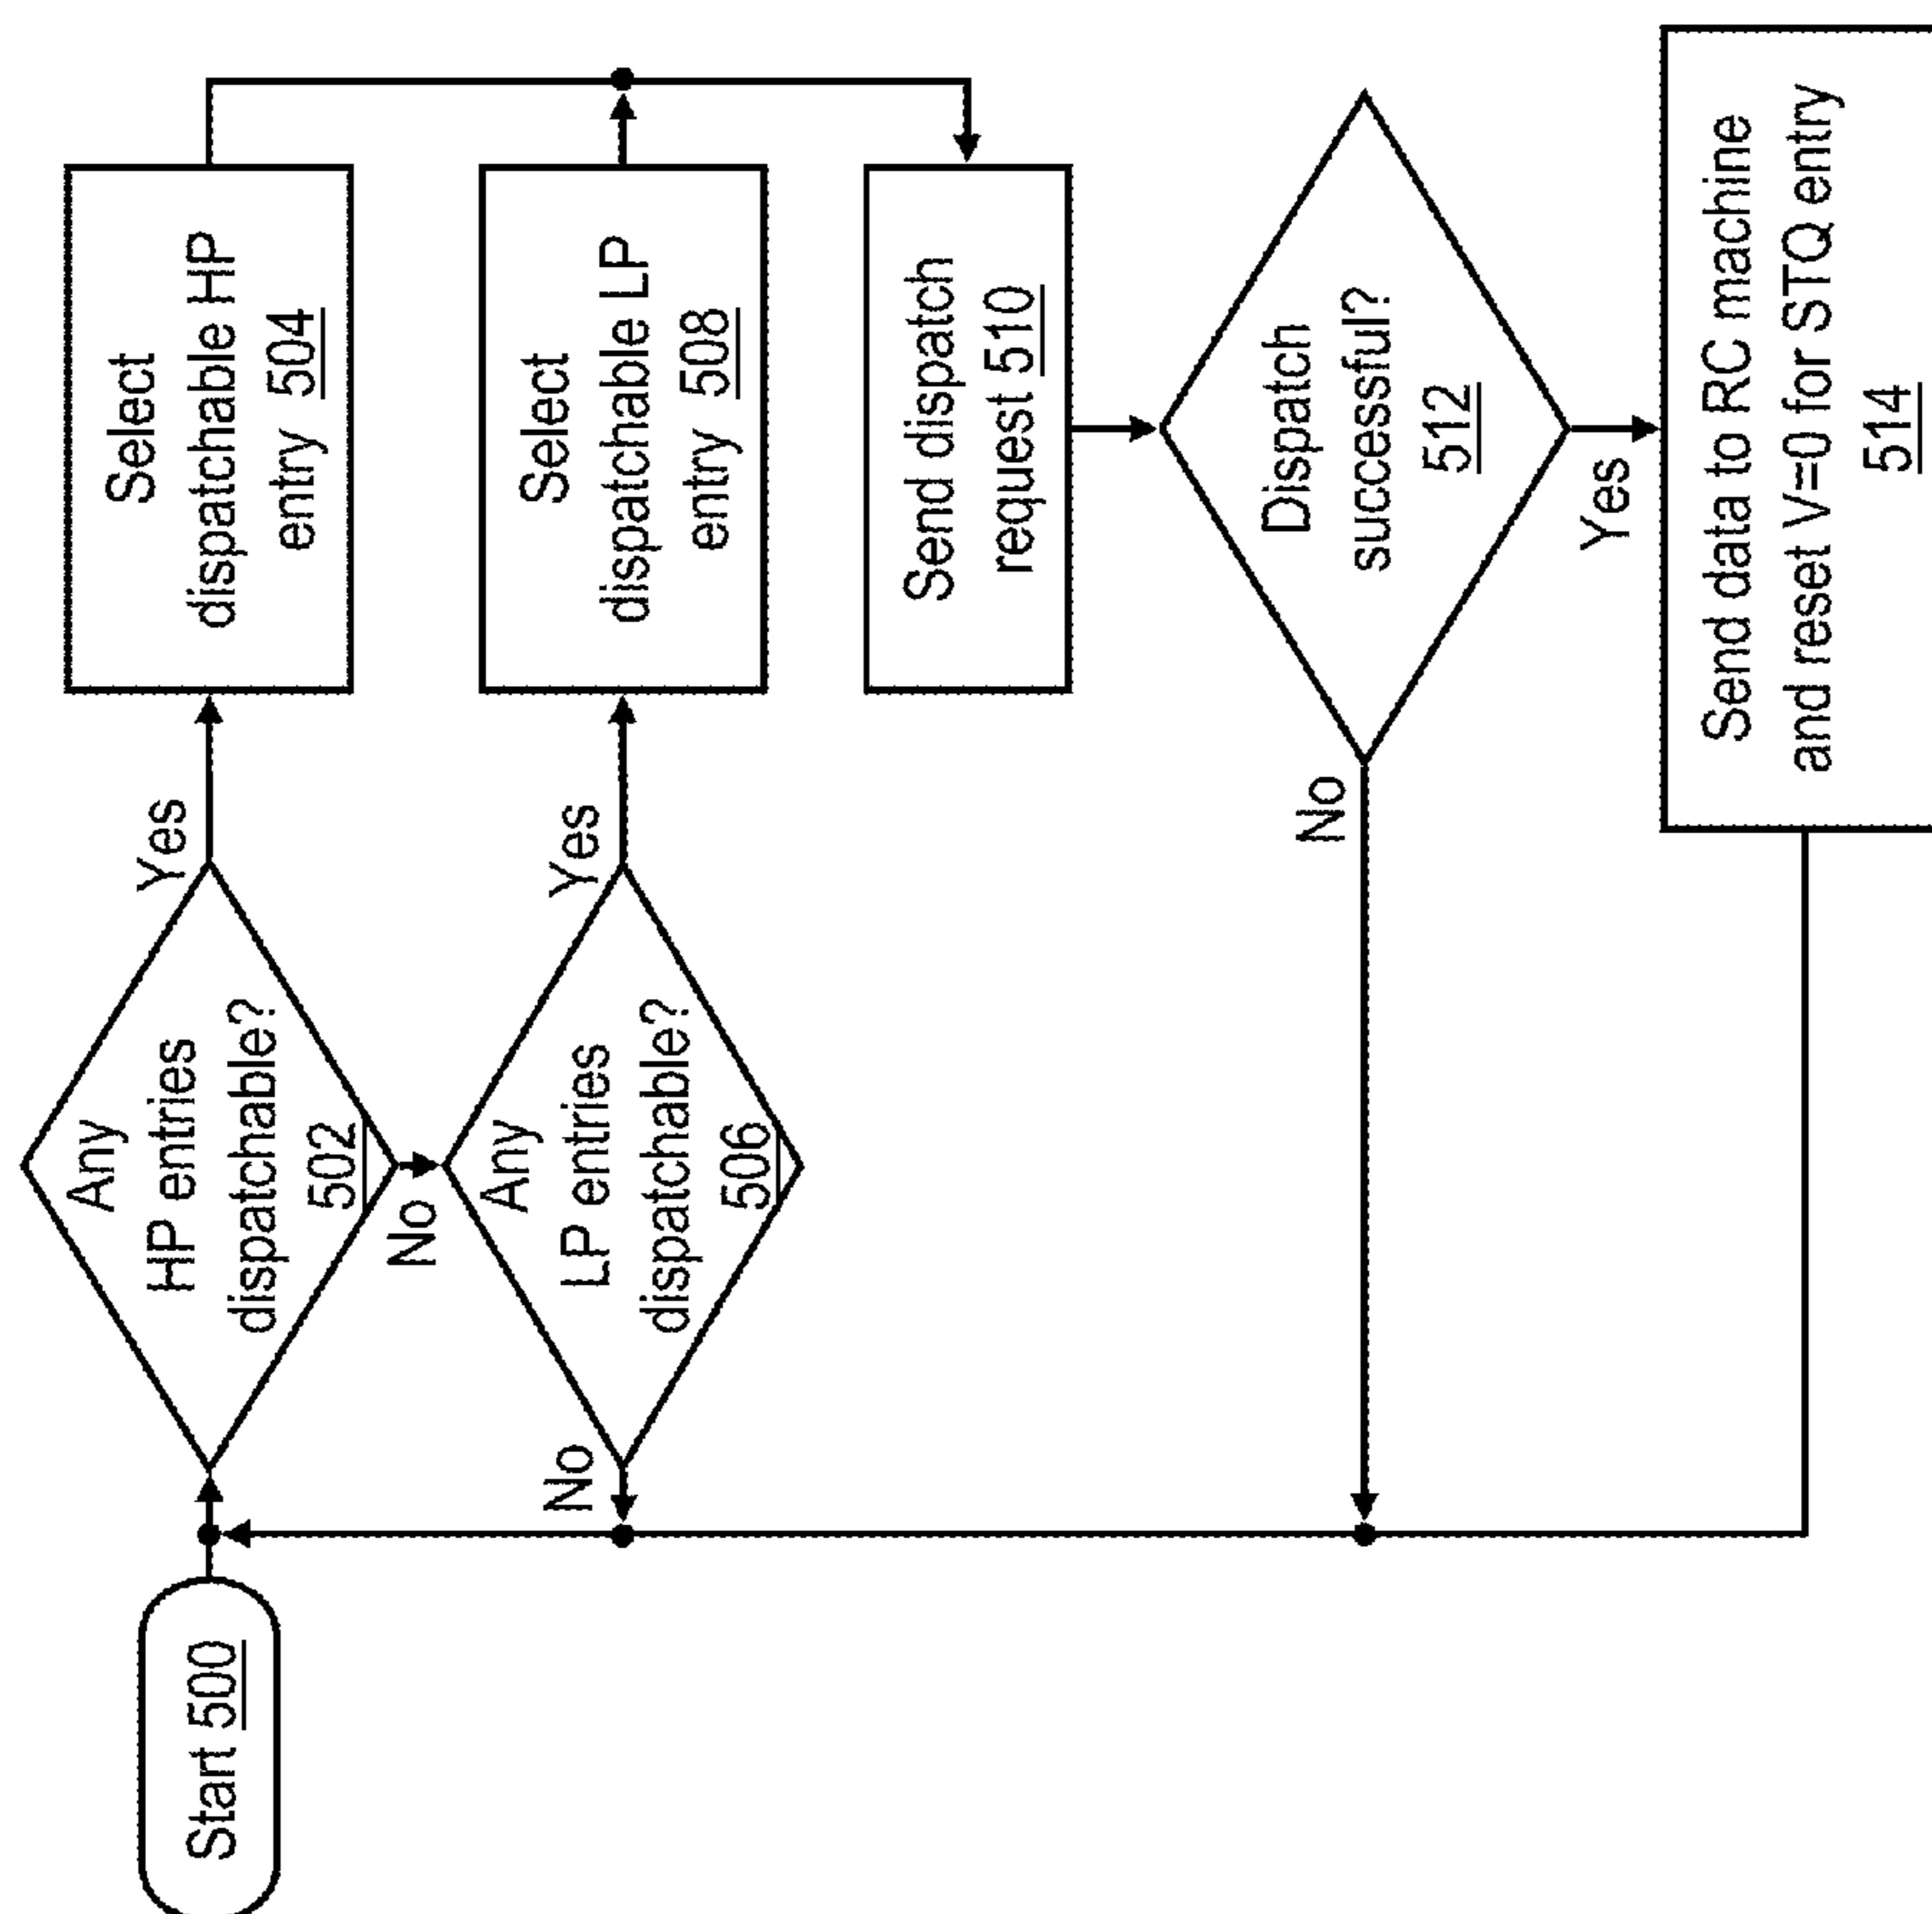 Start 500
Any
HP entries
dispatchable?
502
Yes
No
Select
dispatchable HP
entry 504
Any
LP entries
dispatchable?
506
Yes
No
Select
dispatchable LP
entry 508
Send dispatch
request 510
Dispatch
successful?
512
No
Yes
Send data to RC machine
and reset V=0 for STQ entry
514